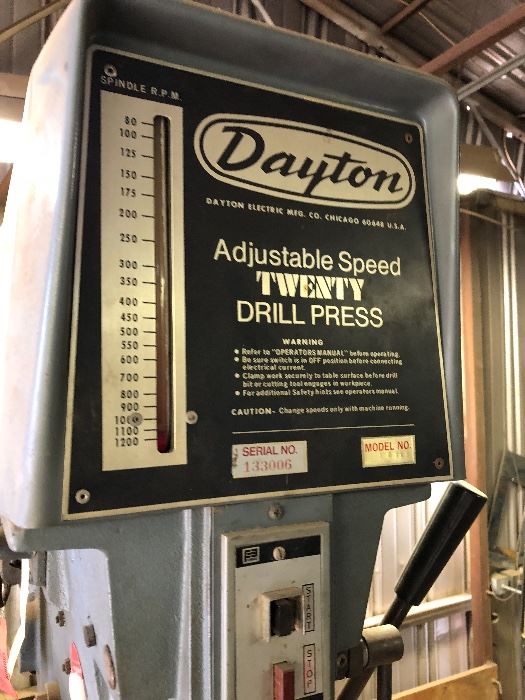 SPINDLE R.P.M.
80
100
125
150
175
200
250
300
350
400
450
500
550
600
700
800
900
1000
1100
1200
Dayton
DAYTON ELECTRIC MFG. CO. CHICAGO 60648 U.S.A.
Adjustable Speed
TWENTY
DRILL PRESS
WARNING
• Refer to "OPERATORS MANUAL" before operating.
• Be sure switch is in OFF position before connecting
electrical current.
• Clamp work securely to table surface before drill
bit or cutting tool engages in workpiece.
• For additional Safety hints see operators manual.
CAUTION- Change speeds only with machine running.
SERIAL NO.
133006
MODEL NO.
START
STOP